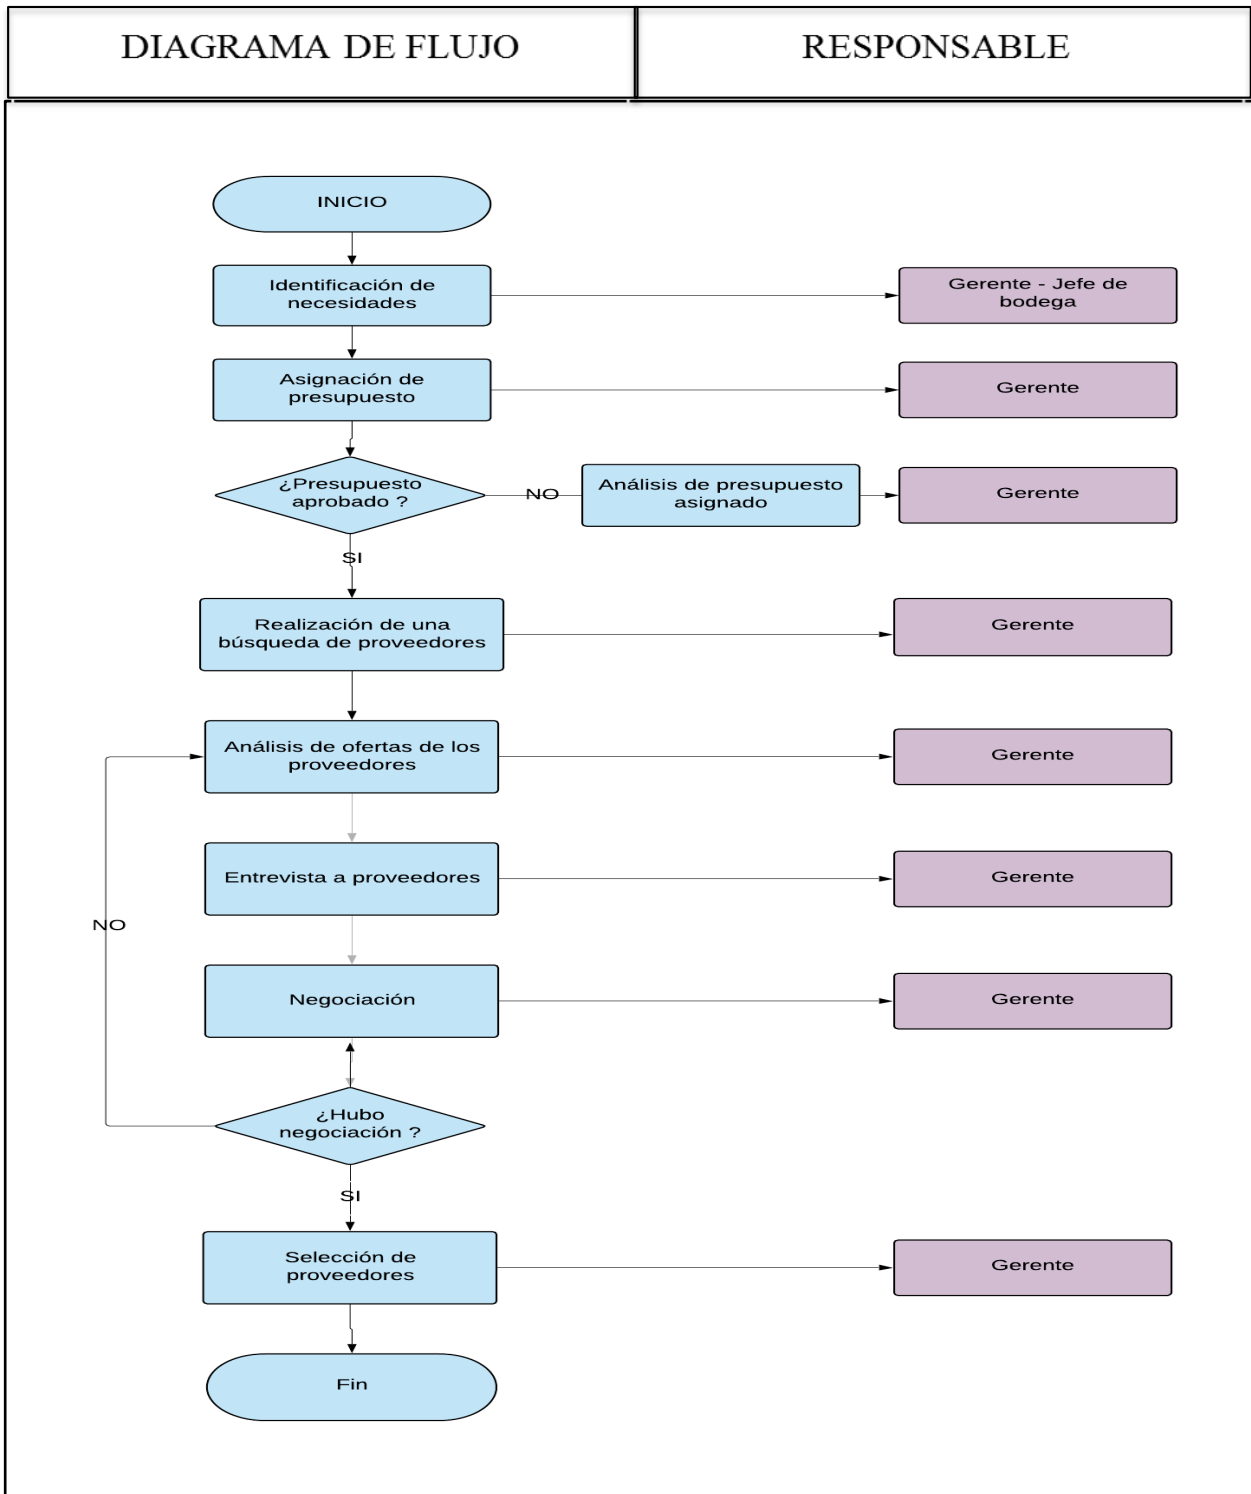 DIAGRAMA DE FLUJO
RESPONSABLE
INICIO
Identificación de
necesidades
Gerente - Jefe de
bodega
Asignación de
presupuesto
Gerente
¿Presupuesto
aprobado ?
NO
Análisis de presupuesto
asignado
Gerente
SI
Realización de una
búsqueda de proveedores
Gerente
Análisis de ofertas de los
proveedores
Gerente
Entrevista a proveedores
Gerente
NO
Negociación
Gerente
¿Hubo
negociación ?
SI
Selección de
proveedores
Gerente
Fin